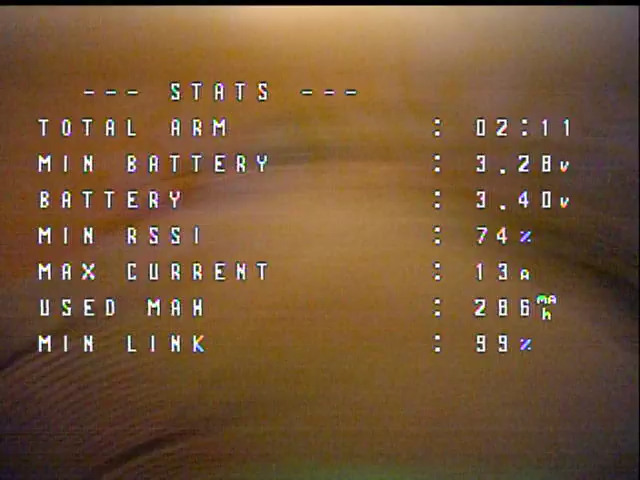 --- STATS ---
TOTAL ARM : 02:11
MIN BATTERY : 3.28V
BATTERY : 3.40V
MIN RSSI : 74%
MAX CURRENT : 13A
USED MAH : 286MAH
MIN LINK : 99%